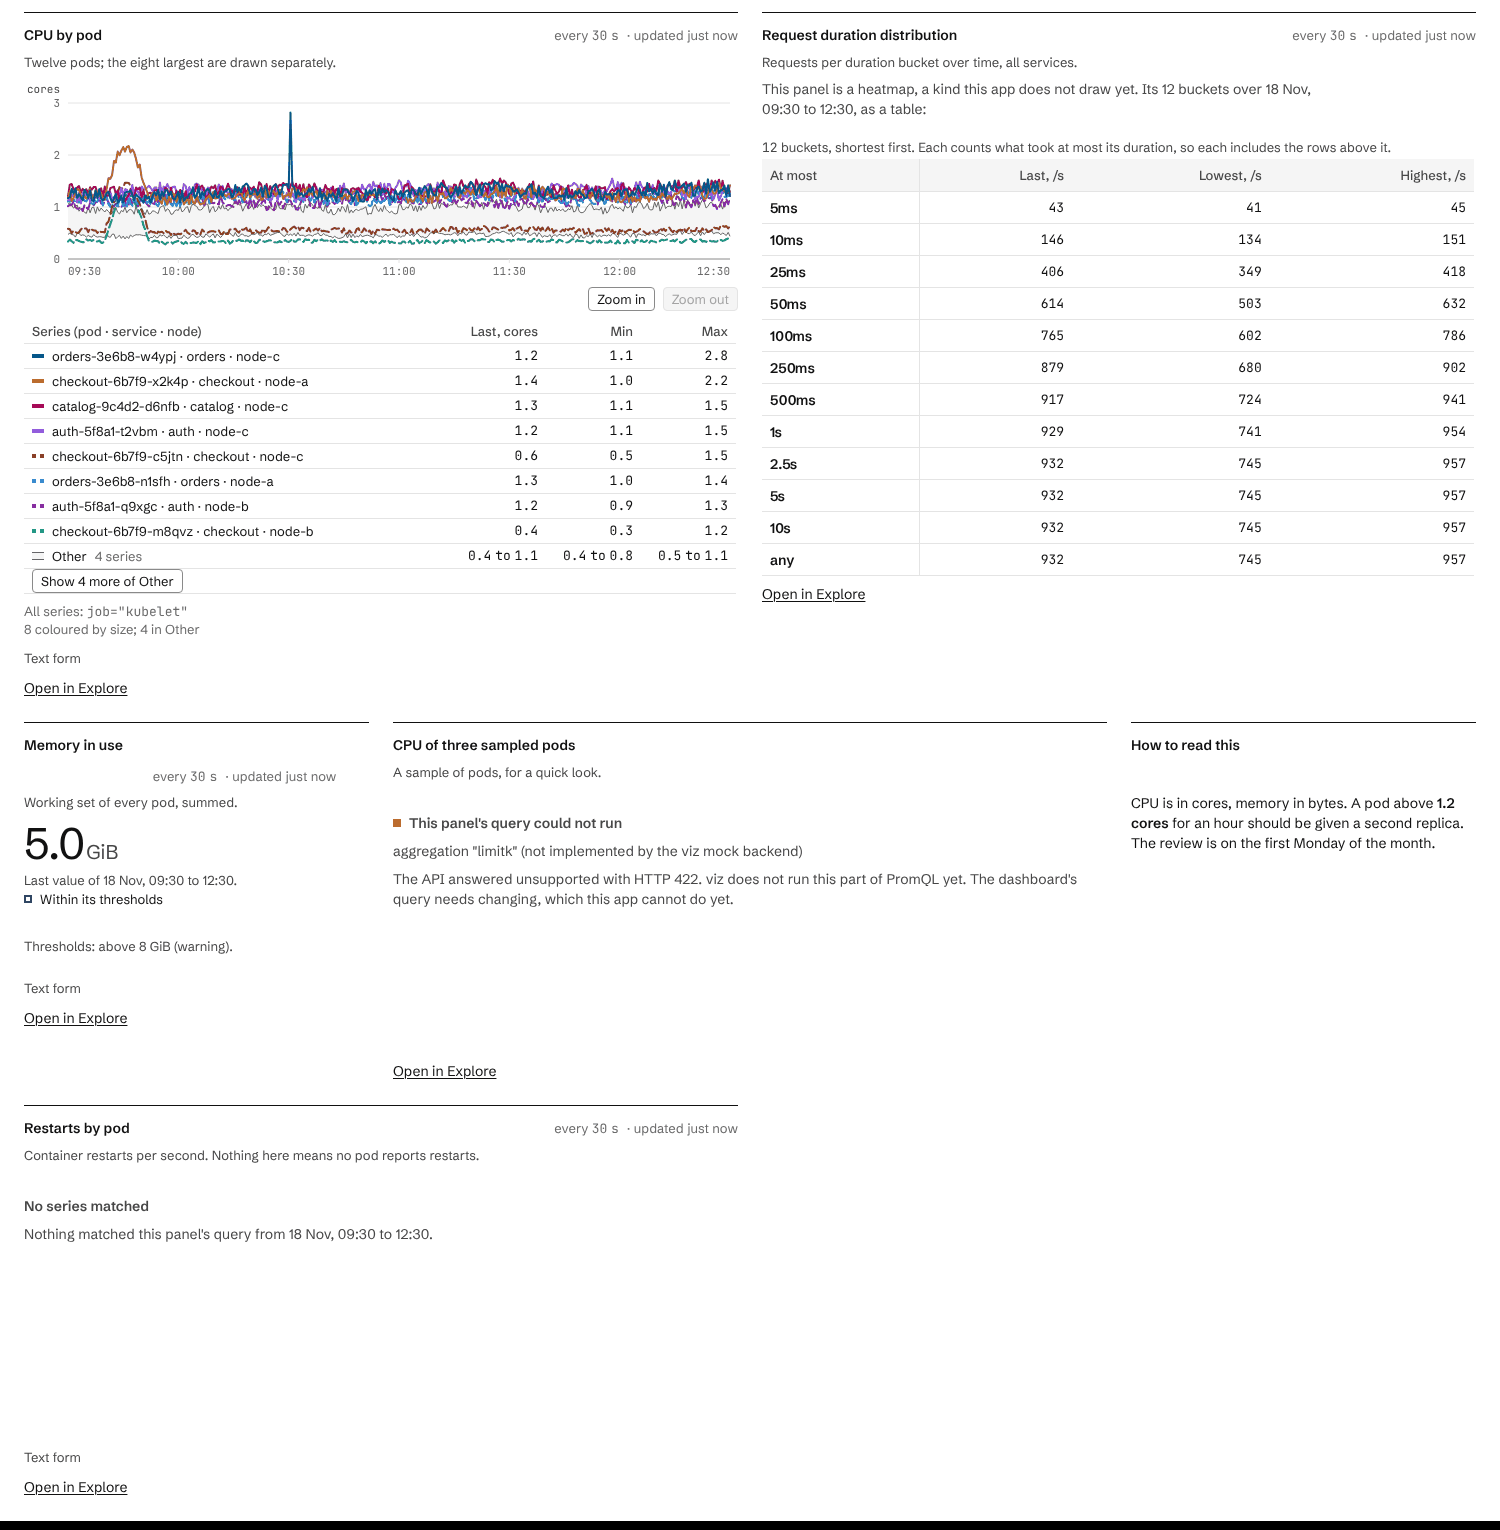 CPU by pod
every 30 s · updated just now
Twelve pods; the eight largest are drawn separately.
cores
3
2
1
0
09:30 10:00 10:30 11:00 11:30 12:00 12:30
Zoom in Zoom out
Series (pod · service · node) Last, cores Min Max
orders-3e6b8-w4ypj · orders · node-c 1.2 1.1 2.8
checkout-6b7f9-x2k4p · checkout · node-a 1.4 1.0 2.2
catalog-9c4d2-d6nfb · catalog · node-c 1.3 1.1 1.5
auth-5f8a1-t2vbm · auth · node-c 1.2 1.1 1.5
checkout-6b7f9-c5jtn · checkout · node-c 0.6 0.5 1.5
orders-3e6b8-n1sfh · orders · node-a 1.3 1.0 1.4
auth-5f8a1-q9xgc · auth · node-b 1.2 0.9 1.3
checkout-6b7f9-m8qvz · checkout · node-b 0.4 0.3 1.2
Other 4 series 0.4 to 1.1 0.4 to 0.8 0.5 to 1.1
Show 4 more of Other
All series: job="kubelet"
8 coloured by size; 4 in Other
Text form
Open in Explore
Request duration distribution
every 30 s · updated just now
Requests per duration bucket over time, all services.
This panel is a heatmap, a kind this app does not draw yet. Its 12 buckets over 18 Nov,
09:30 to 12:30, as a table:
12 buckets, shortest first. Each counts what took at most its duration, so each includes the rows above it.
At most Last, /s Lowest, /s Highest, /s
5ms 43 41 45
10ms 146 134 151
25ms 406 349 418
50ms 614 503 632
100ms 765 602 786
250ms 879 680 902
500ms 917 724 941
1s 929 741 954
2.5s 932 745 957
5s 932 745 957
10s 932 745 957
any 932 745 957
Open in Explore
Memory in use
every 30 s · updated just now
Working set of every pod, summed.
5.0 GiB
Last value of 18 Nov, 09:30 to 12:30.
Within its thresholds
Thresholds: above 8 GiB (warning).
Text form
Open in Explore
CPU of three sampled pods
A sample of pods, for a quick look.
This panel's query could not run
aggregation "limitk" (not implemented by the viz mock backend)
The API answered unsupported with HTTP 422. viz does not run this part of PromQL yet. The dashboard's
query needs changing, which this app cannot do yet.
Open in Explore
How to read this
CPU is in cores, memory in bytes. A pod above 1.2
cores for an hour should be given a second replica.
The review is on the first Monday of the month.
Restarts by pod
every 30 s · updated just now
Container restarts per second. Nothing here means no pod reports restarts.
No series matched
Nothing matched this panel's query from 18 Nov, 09:30 to 12:30.
Text form
Open in Explore